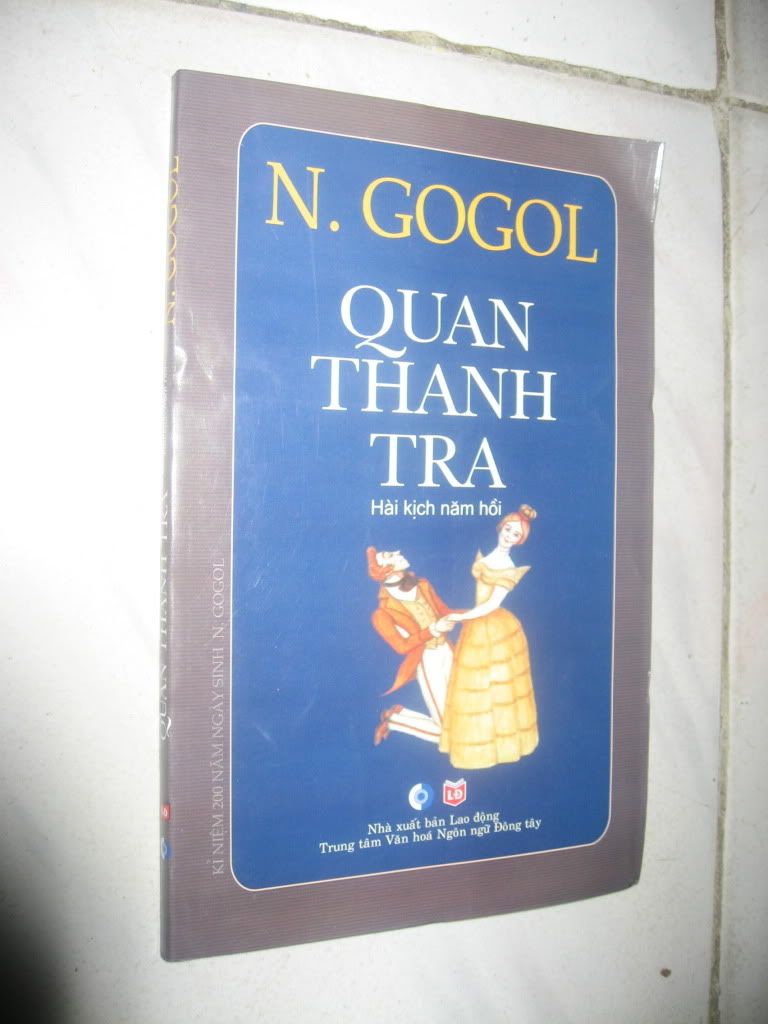 N. GOGOL
QUAN
THANH
TRA
Hài kịch năm hồi
LĐ
Nhà xuất bản Lao động
Trung tâm Văn hoá Ngôn ngữ Đông tây
KỈ NIỆM 200 NĂM NGÀY SINH N. GOGOL
N. GOGOL
QUAN THANH TRA